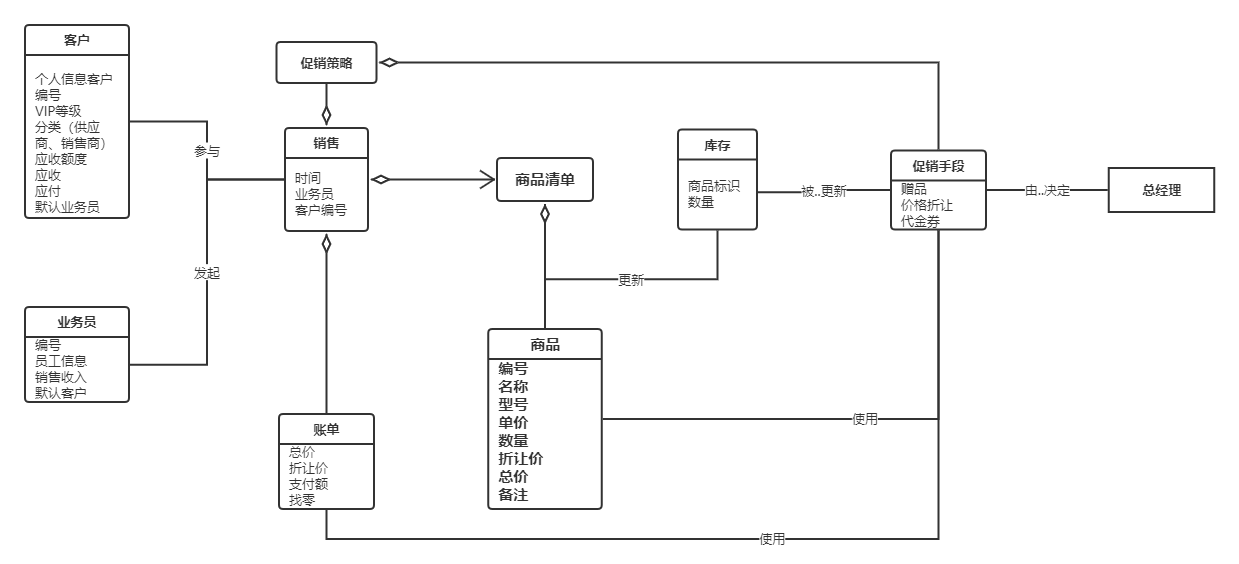 客户
个人信息客户
编号
VIP等级
分类（供应
商、销售商）
应收额度
应收
应付
默认业务员
促销策略
参与
销售
时间
业务员
客户编号
商品清单
库存
商品标识
数量
被..更新
促销手段
赠品
价格折让
代金券
由..决定
总经理
发起
更新
业务员
编号
员工信息
销售收入
默认客户
商品
编号
名称
型号
单价
数量
折让价
总价
备注
使用
账单
总价
折让价
支付额
找零
使用